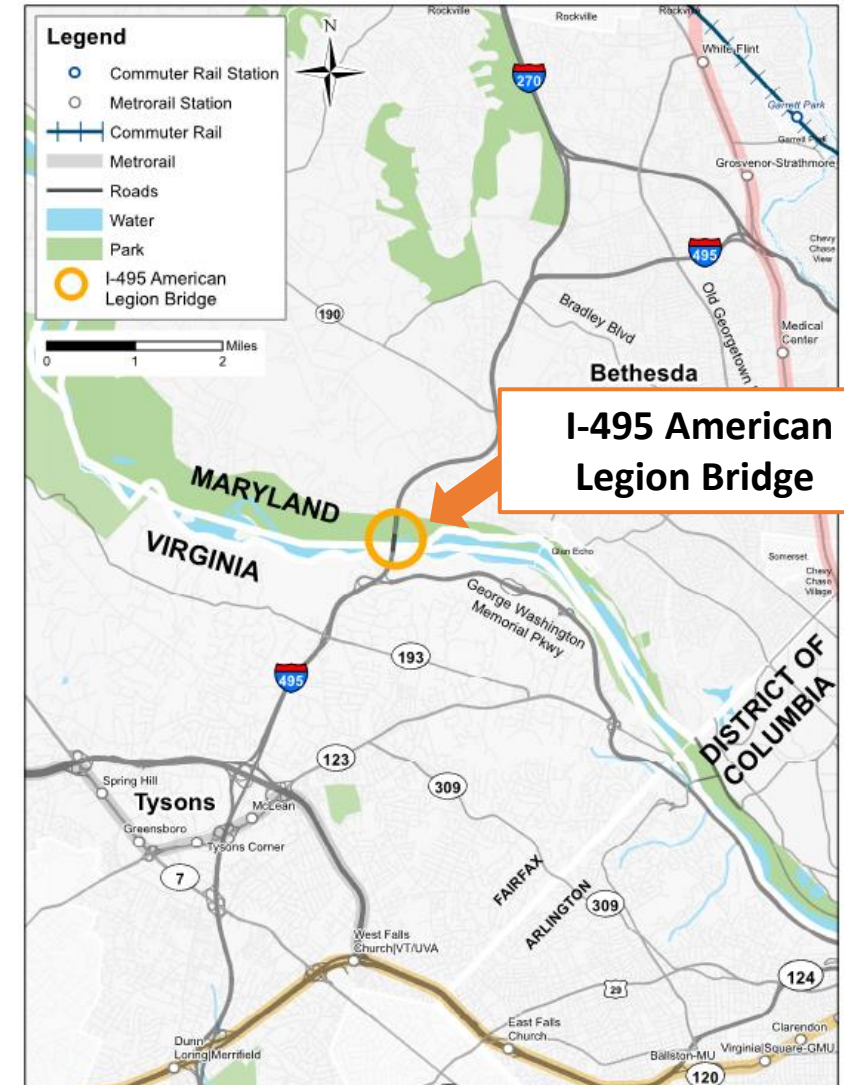 Legend
Commuter Rail Station
Metrorail Station
Commuter Rail
Metrorail
Roads
Water
Park
I-495 American
Legion Bridge
0 1 2
Miles
N
Rockville
Rockville
Rockville
270
White Flint
Garrett Park
Grosvenor-Strathmore
495
Chevy
Chase
View
190
Bradley Blvd
Old Georgetown
Medical
Center
Bethesda
I-495 American
Legion Bridge
MARYLAND
VIRGINIA
Glen Echo
Somerset
Chevy
Chase
Village
George Washington
Memorial Pkwy
193
495
DISTRICT OF
COLUMBIA
123
309
Spring Hill
Tysons
McLean
Greensboro
Tysons Corner
7
FAIRFAX
ARLINGTON
309
West Falls
Church|VT/UVA
29
124
East Falls
Church
Clarendon
Virginia Square-GMU
Ballston-MU
Dunn
Loring|Merrifield
120